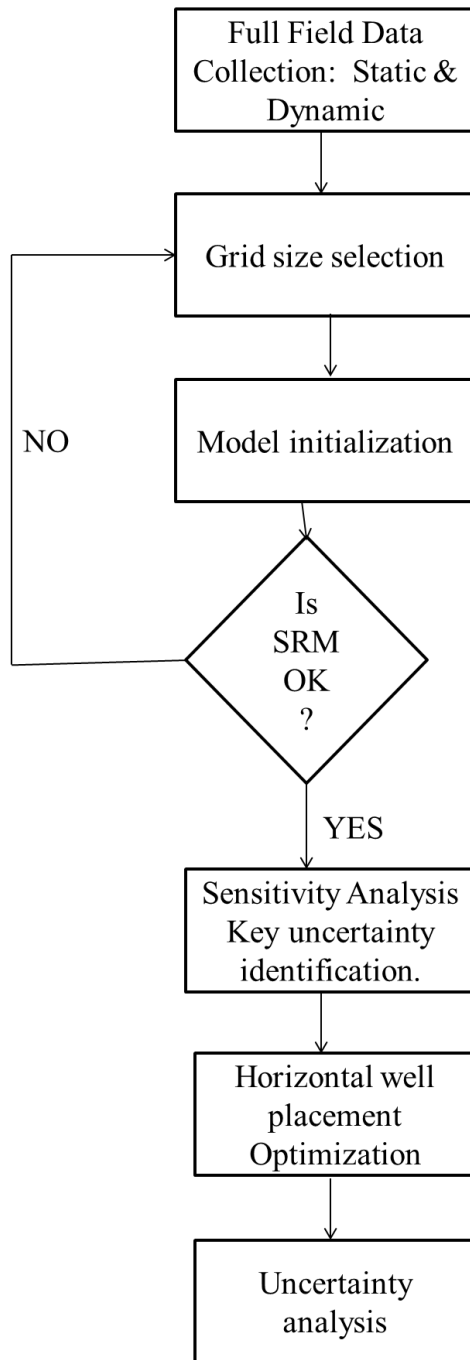 Full Field Data
Collection:  Static &
Dynamic
Grid size selection
Model initialization
NO
Is
SRM
OK
?
YES
Sensitivity Analysis
Key uncertainty
identification.
Horizontal well
placement
Optimization
Uncertainty
analysis